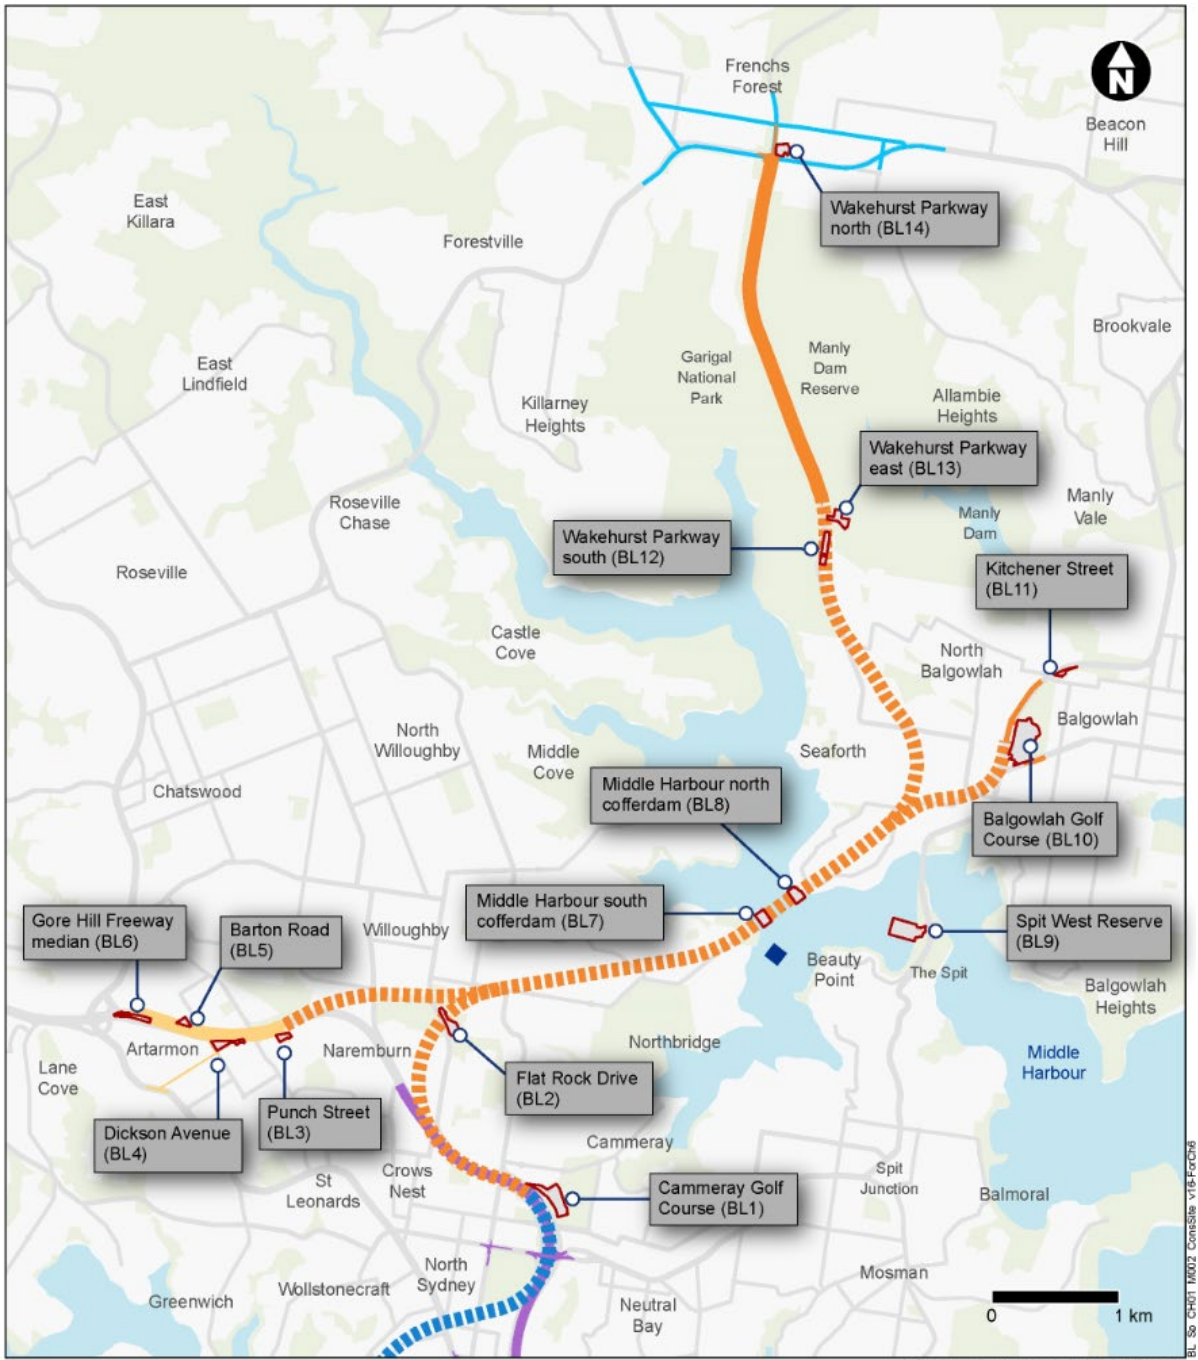 Frenchs
Forest
N
Beacon
Hill
East
Killara
Wakehurst Parkway
north (BL14)
Forestville
Brookvale
East
Lindfield
Garigal
National
Park
Manly
Dam
Reserve
Killarney
Heights
Allambie
Heights
Wakehurst Parkway
east (BL13)
Roseville
Chase
Manly
Vale
Manly
Dam
Wakehurst Parkway
south (BL12)
Roseville
Kitchener Street
(BL11)
Castle
Cove
North
Balgowlah
Balgowlah
North
Willoughby
Middle
Cove
Seaforth
Chatswood
Middle Harbour north
cofferdam (BL8)
Balgowlah Golf
Course (BL10)
Middle Harbour south
cofferdam (BL7)
Gore Hill Freeway
median (BL6)
Barton Road
(BL5)
Willoughby
Spit West Reserve
(BL9)
Beauty
Point
The Spit
Balgowlah
Heights
Artarmon
Naremburn
Northbridge
Lane
Cove
Middle
Harbour
Flat Rock Drive
(BL2)
Punch Street
(BL3)
Dickson Avenue
(BL4)
Cammeray
Crows
Nest
St
Leonards
Cammeray Golf
Course (BL1)
Spit
Junction
Balmoral
North
Sydney
Mosman
Wollstonecraft
Greenwich
Neutral
Bay
0 1 km
BL_Sp_CH01_M002_ConsSite_v16-ForCh6